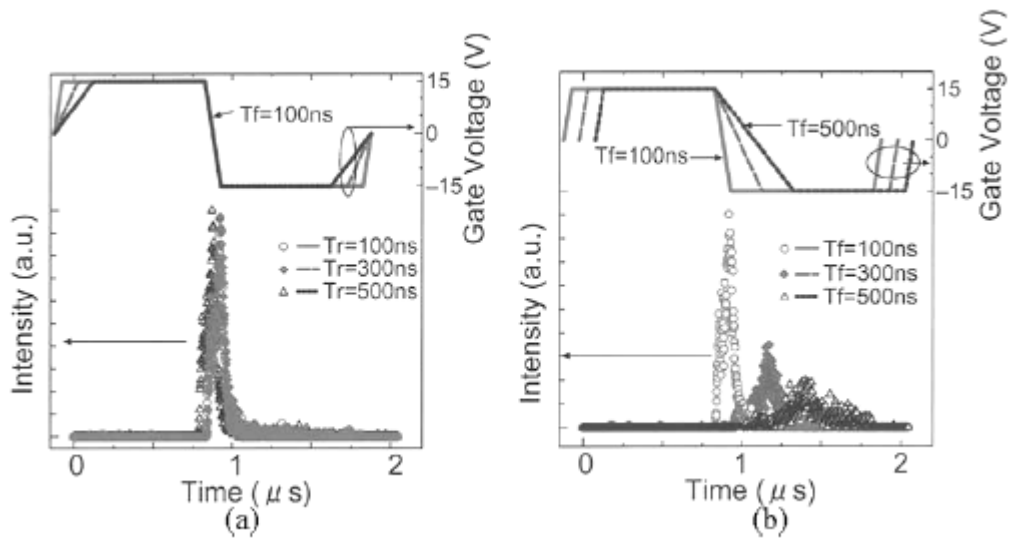 15
0
−15
Gate Voltage (V)
Tf=100ns
Tr=100ns
Tr=300ns
Tr=500ns
Intensity (a.u.)
0
1
2
Time ( μ s)
(a)
15
0
−15
Gate Voltage (V)
Tf=500ns
Tf=100ns
Tf=100ns
Tf=300ns
Tf=500ns
Intensity (a.u.)
0
1
2
Time ( μ s)
(b)